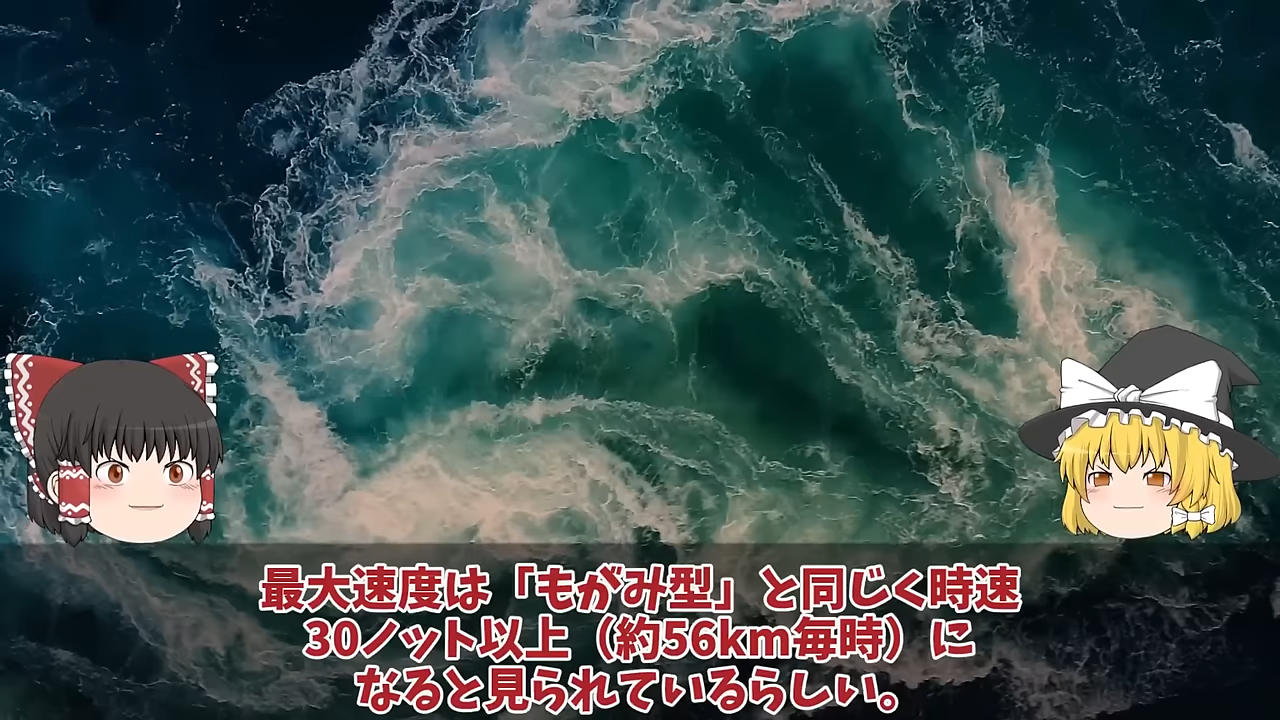 最大速度は「もがみ型」と同じく時速
30ノット以上（約56km毎時）に
なると見られているらしい。